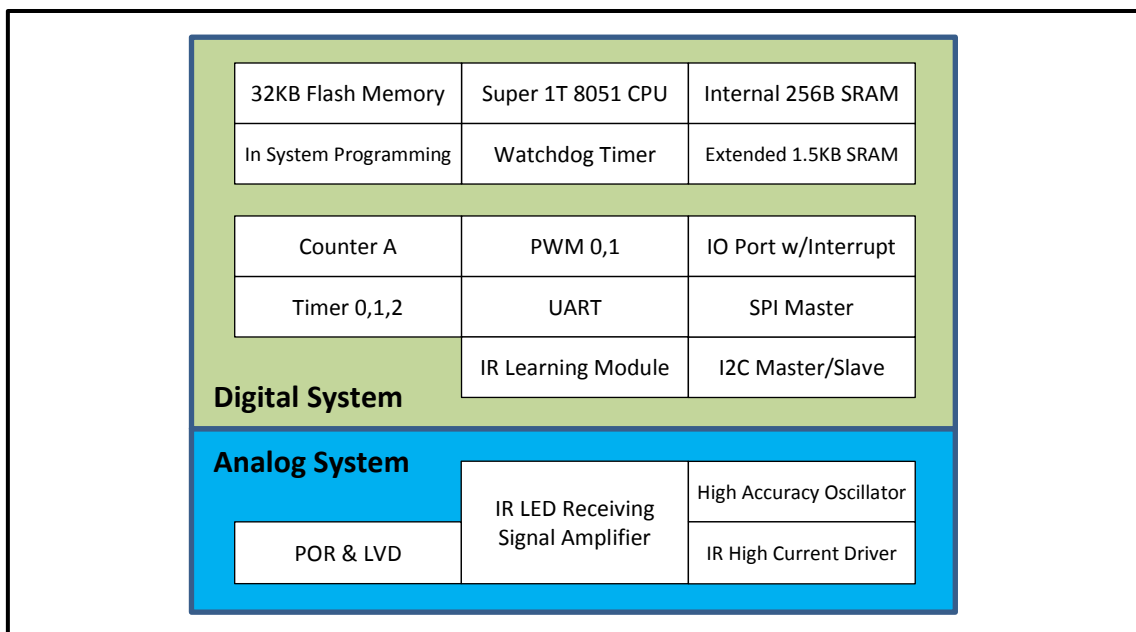 32KB Flash Memory
Super 1T 8051 CPU
Internal 256B SRAM
In System Programming
Watchdog Timer
Extended 1.5KB SRAM
Counter A
PWM 0,1
IO Port w/Interrupt
Timer 0,1,2
UART
SPI Master
IR Learning Module
I2C Master/Slave
Digital System
Analog System
IR LED Receiving
Signal Amplifier
High Accuracy Oscillator
POR & LVD
IR High Current Driver